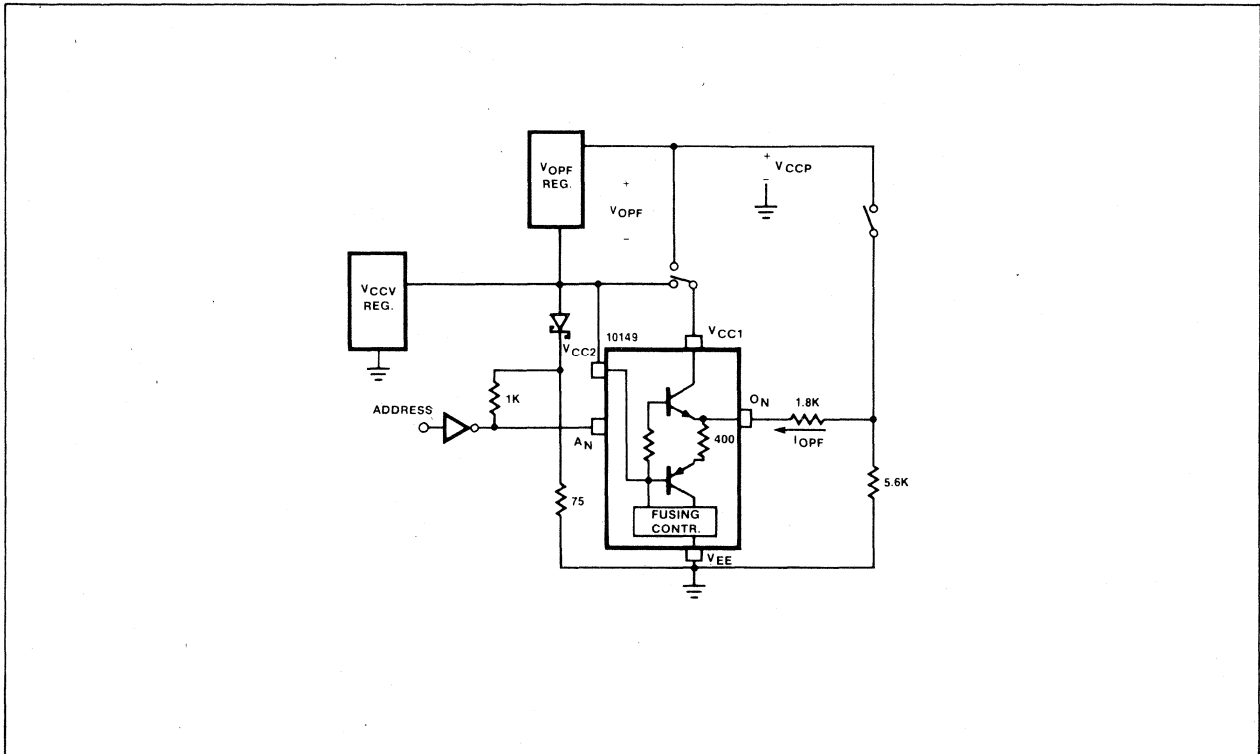 VOPF
REG.
+
VOPF
−
+
VCCP
−
VCCV
REG.
VCC2
10149
VCC1
1K
ADDRESS
AN
ON
1.8K
IOPF
400
75
5.6K
FUSING
CONTR.
VEE